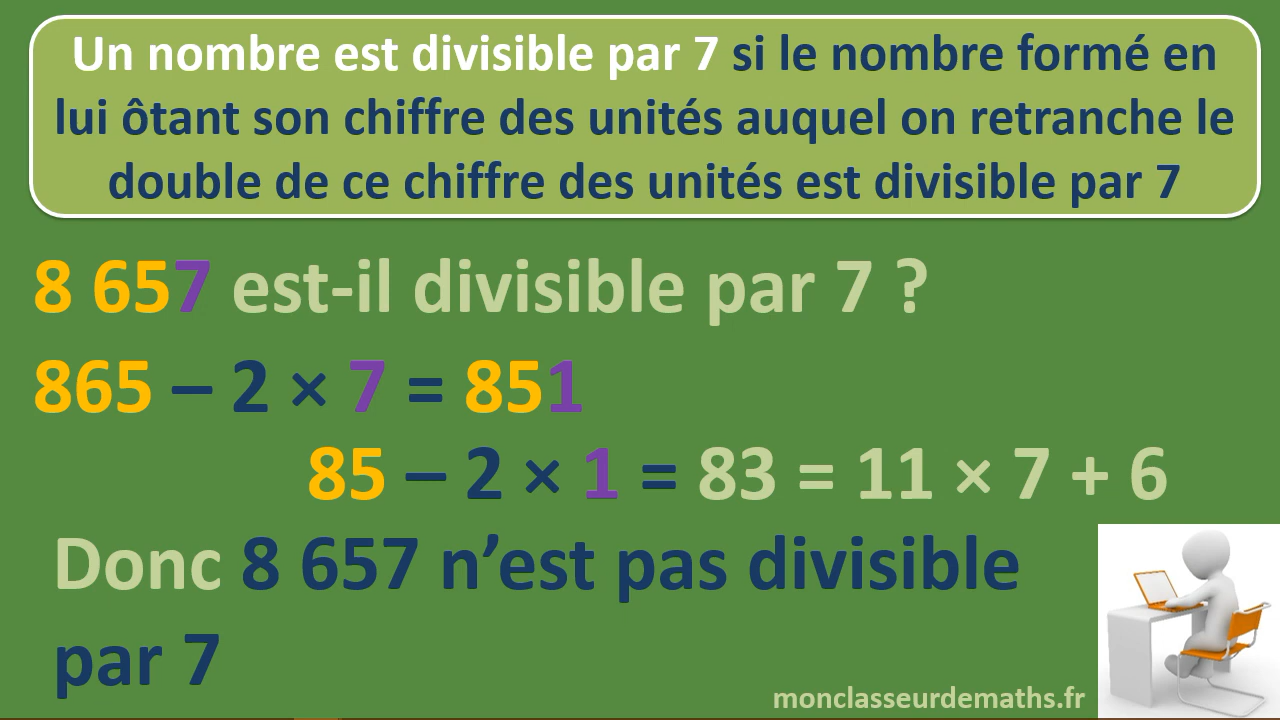 Un nombre est divisible par 7 si le nombre formé en
lui ôtant son chiffre des unités auquel on retranche le
double de ce chiffre des unités est divisible par 7
8 657 est-il divisible par 7 ?
865 – 2 × 7 = 851
85 – 2 × 1 = 83 = 11 × 7 + 6
Donc 8 657 n’est pas divisible
par 7
monclasseurdemaths.fr